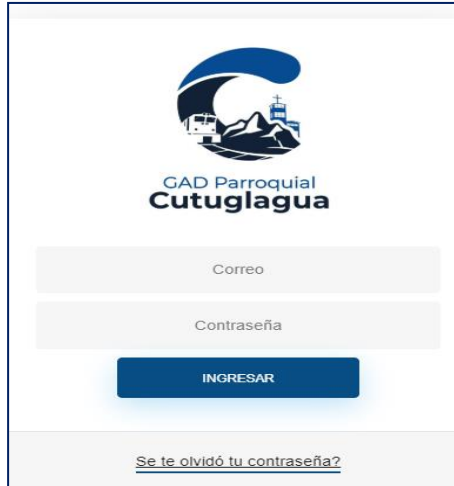 GAD Parroquial
Cutuglagua
Correo
Contraseña
INGRESAR
Se te olvidó tu contraseña?